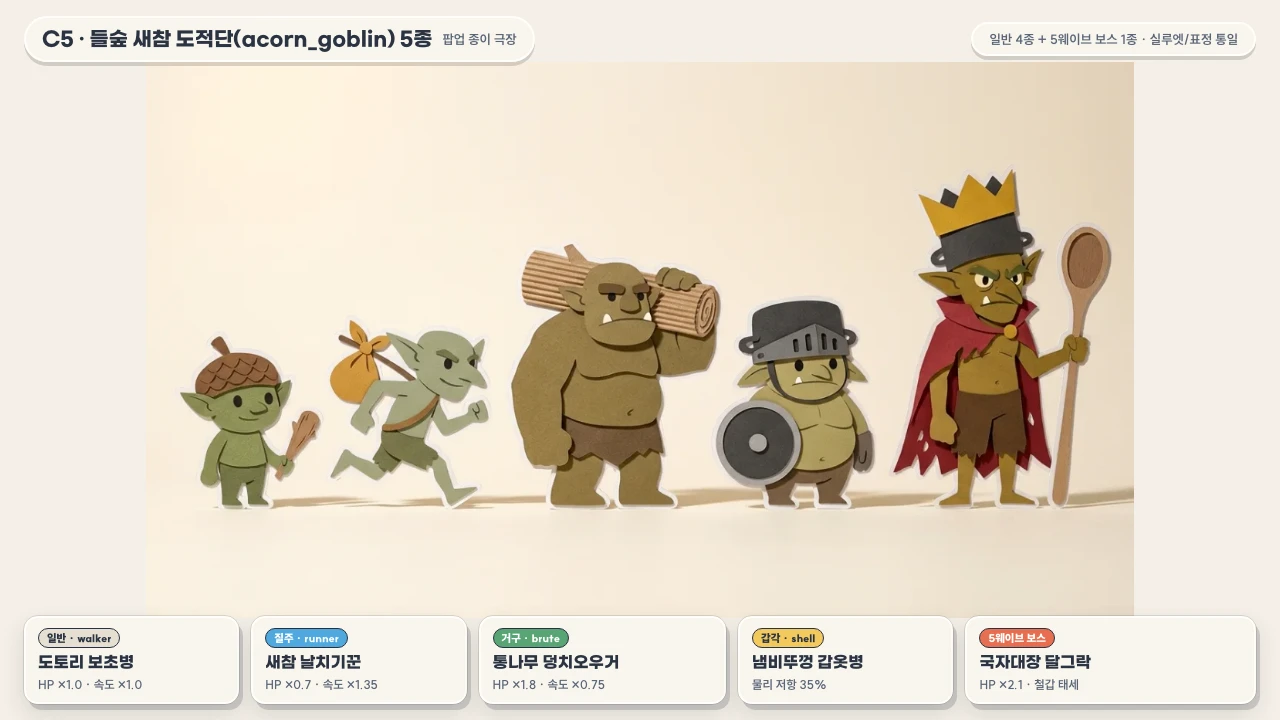 C5 · 들숲 새참 도적단(acorn_goblin) 5종 팝업 종이 극장
일반 4종 + 5웨이브 보스 1종 · 실루엣/표정 통일
일반 · walker
도토리 보초병
HP ×1.0 · 속도 ×1.0
질주 · runner
새참 날치기꾼
HP ×0.7 · 속도 ×1.35
거구 · brute
통나무 덩치오우거
HP ×1.8 · 속도 ×0.75
갑각 · shell
냄비뚜껑 갑옷병
물리 저항 35%
5웨이브 보스
국자대장 달그락
HP ×2.1 · 철갑 태세